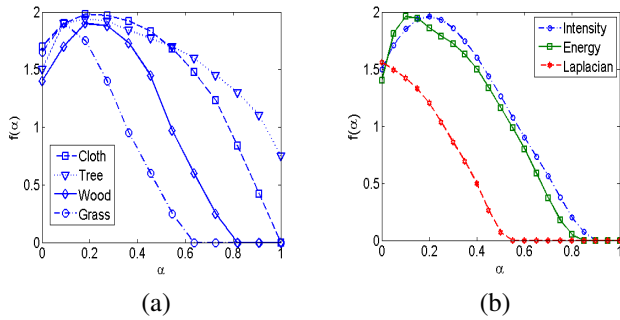 2
1.5
1
0.5
0
f(α)
Cloth
Tree
Wood
Grass
0 0.2 0.4 0.6 0.8 1
α
(a)
2
1.5
1
0.5
0
f(α)
Intensity
Energy
Laplacian
0 0.2 0.4 0.6 0.8 1
α
(b)